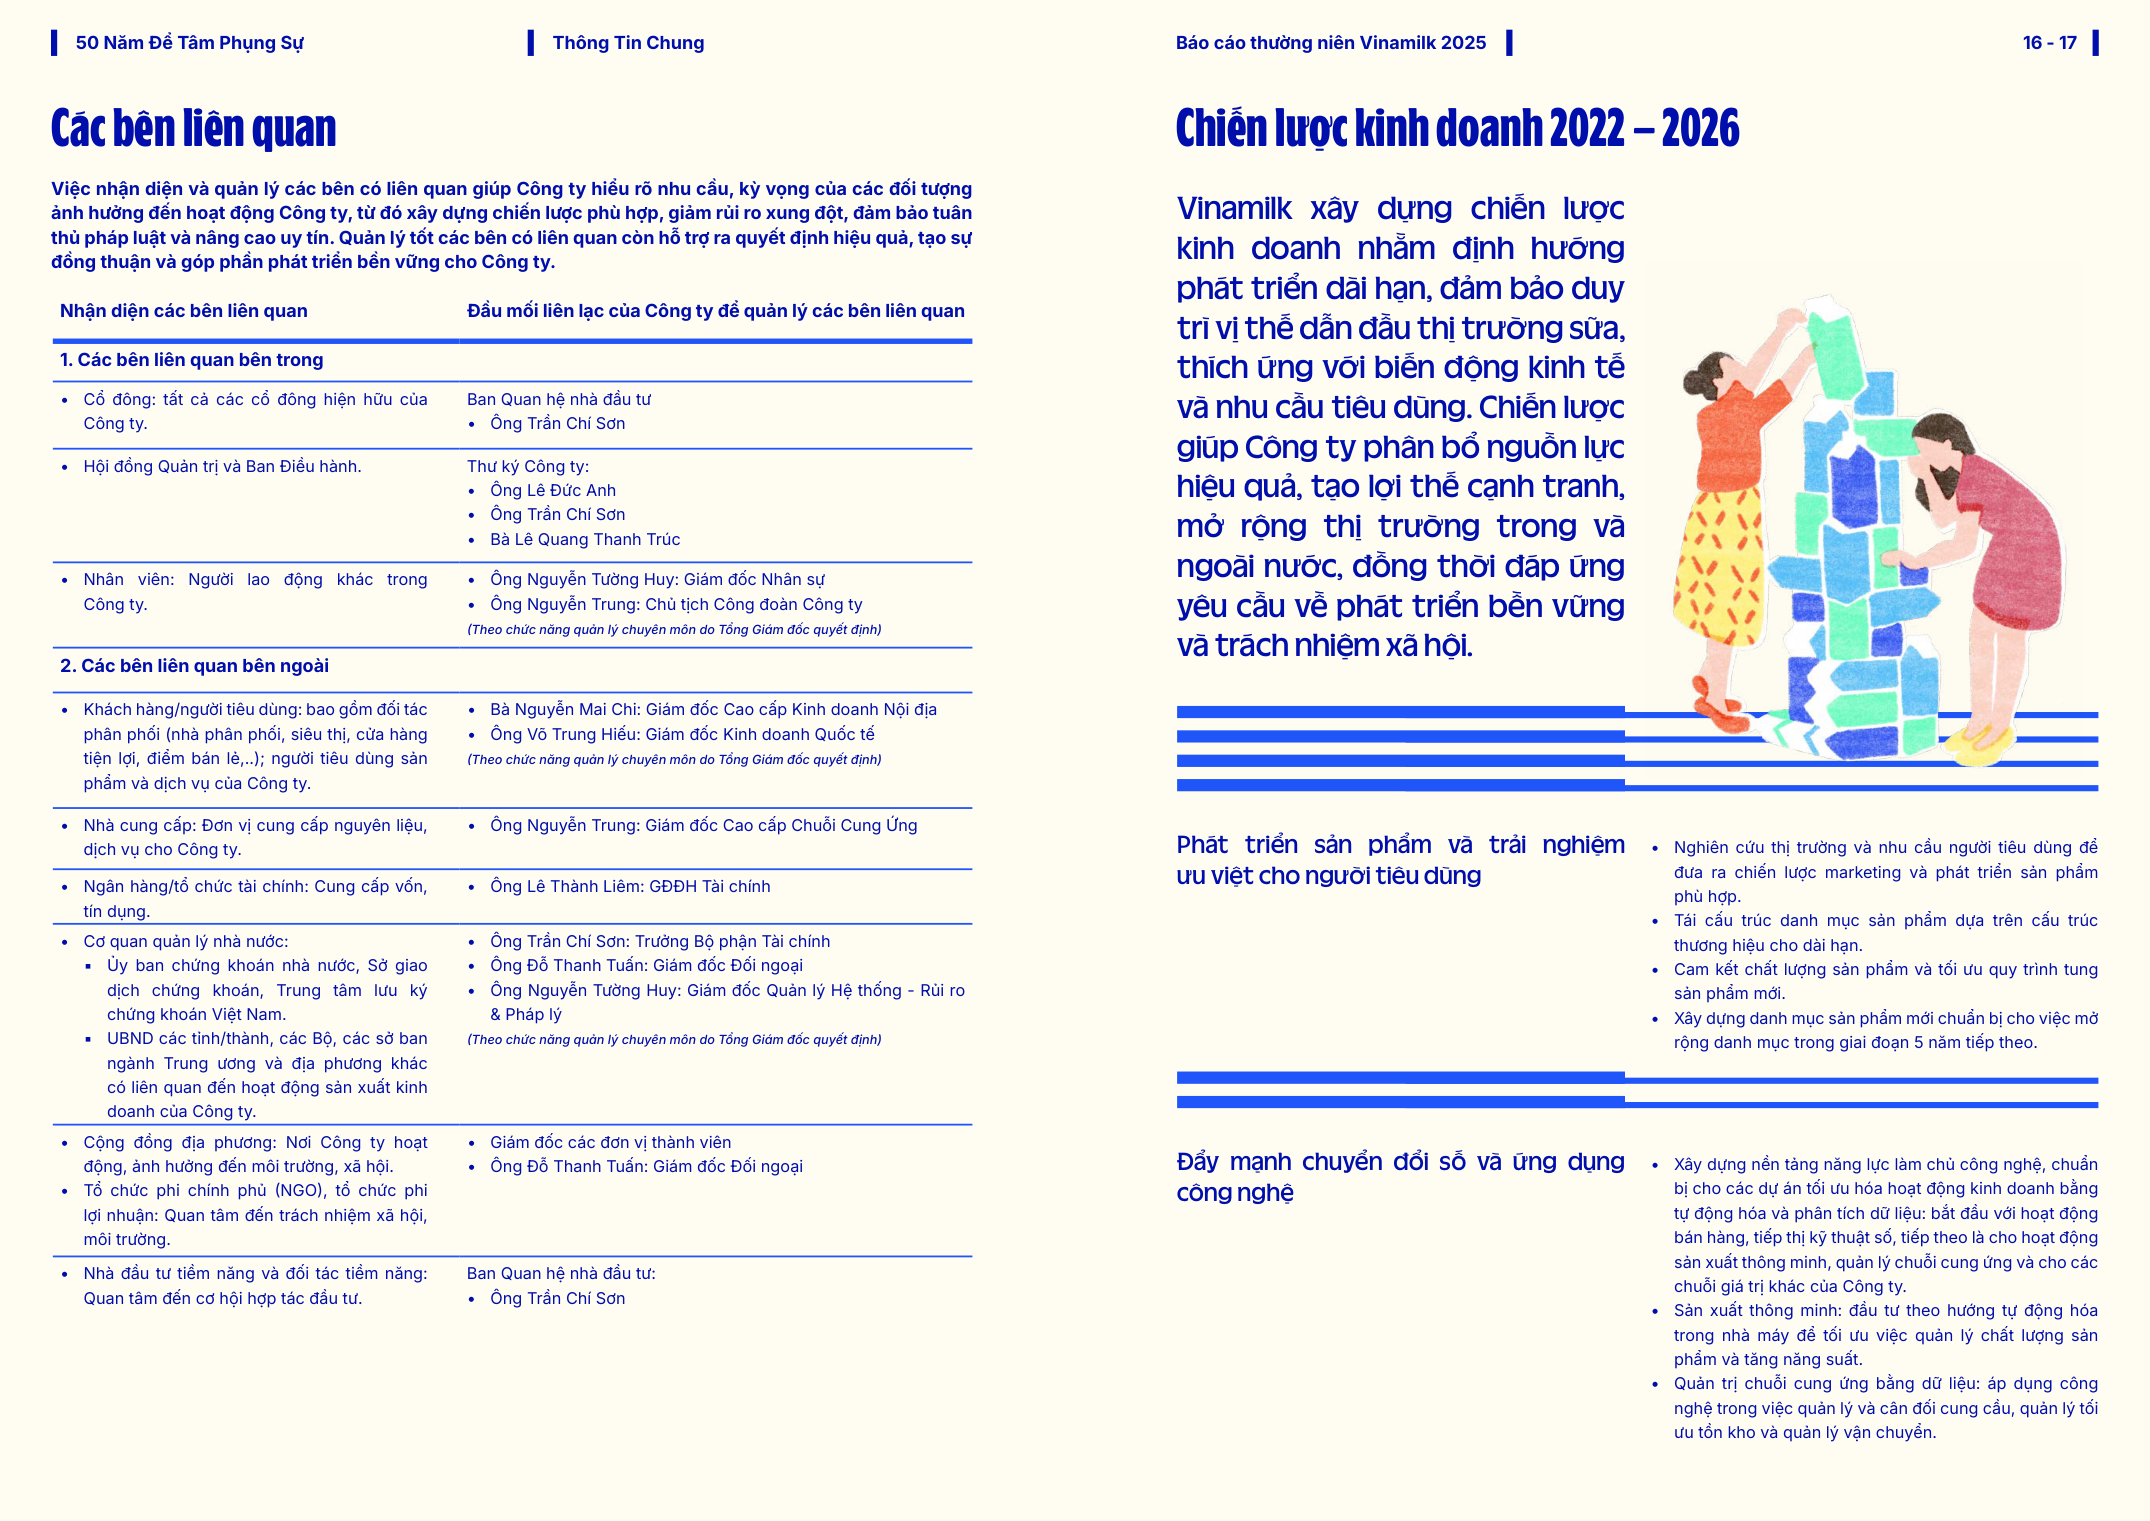 50 Năm Để Tâm Phụng Sự
Thông Tin Chung
Báo cáo thường niên Vinamilk 2025
16 - 17
Các bên liên quan
Việc nhận diện và quản lý các bên có liên quan giúp Công ty hiểu rõ nhu cầu, kỳ vọng của các đối tượng
ảnh hưởng đến hoạt động Công ty, từ đó xây dựng chiến lược phù hợp, giảm rủi ro xung đột, đảm bảo tuân
thủ pháp luật và nâng cao uy tín. Quản lý tốt các bên có liên quan còn hỗ trợ ra quyết định hiệu quả, tạo sự
đồng thuận và góp phần phát triển bền vững cho Công ty.
Nhận diện các bên liên quan
Đầu mối liên lạc của Công ty để quản lý các bên liên quan
1. Các bên liên quan bên trong
• Cổ đông: tất cả các cổ đông hiện hữu của
Công ty.
Ban Quan hệ nhà đầu tư
• Ông Trần Chí Sơn
• Hội đồng Quản trị và Ban Điều hành.
Thư ký Công ty:
• Ông Lê Đức Anh
• Ông Trần Chí Sơn
• Bà Lê Quang Thanh Trúc
• Nhân viên: Người lao động khác trong
Công ty.
• Ông Nguyễn Tường Huy: Giám đốc Nhân sự
• Ông Nguyễn Trung: Chủ tịch Công đoàn Công ty
(Theo chức năng quản lý chuyên môn do Tổng Giám đốc quyết định)
2. Các bên liên quan bên ngoài
• Khách hàng/người tiêu dùng: bao gồm đối tác
phân phối (nhà phân phối, siêu thị, cửa hàng
tiện lợi, điểm bán lẻ,..); người tiêu dùng sản
phẩm và dịch vụ của Công ty.
• Bà Nguyễn Mai Chi: Giám đốc Cao cấp Kinh doanh Nội địa
• Ông Võ Trung Hiếu: Giám đốc Kinh doanh Quốc tế
(Theo chức năng quản lý chuyên môn do Tổng Giám đốc quyết định)
• Nhà cung cấp: Đơn vị cung cấp nguyên liệu,
dịch vụ cho Công ty.
• Ông Nguyễn Trung: Giám đốc Cao cấp Chuỗi Cung Ứng
• Ngân hàng/tổ chức tài chính: Cung cấp vốn,
tín dụng.
• Ông Lê Thành Liêm: GĐĐH Tài chính
• Cơ quan quản lý nhà nước:
▪ Ủy ban chứng khoán nhà nước, Sở giao
dịch chứng khoán, Trung tâm lưu ký
chứng khoán Việt Nam.
▪ UBND các tỉnh/thành, các Bộ, các sở ban
ngành Trung ương và địa phương khác
có liên quan đến hoạt động sản xuất kinh
doanh của Công ty.
• Ông Trần Chí Sơn: Trưởng Bộ phận Tài chính
• Ông Đỗ Thanh Tuấn: Giám đốc Đối ngoại
• Ông Nguyễn Tường Huy: Giám đốc Quản lý Hệ thống - Rủi ro
& Pháp lý
(Theo chức năng quản lý chuyên môn do Tổng Giám đốc quyết định)
• Cộng đồng địa phương: Nơi Công ty hoạt
động, ảnh hưởng đến môi trường, xã hội.
• Tổ chức phi chính phủ (NGO), tổ chức phi
lợi nhuận: Quan tâm đến trách nhiệm xã hội,
môi trường.
• Giám đốc các đơn vị thành viên
• Ông Đỗ Thanh Tuấn: Giám đốc Đối ngoại
• Nhà đầu tư tiềm năng và đối tác tiềm năng:
Quan tâm đến cơ hội hợp tác đầu tư.
Ban Quan hệ nhà đầu tư:
• Ông Trần Chí Sơn
Chiến lược kinh doanh 2022 – 2026
Vinamilk xây dựng chiến lược
kinh doanh nhằm định hướng
phát triển dài hạn, đảm bảo duy
trì vị thế dẫn đầu thị trường sữa,
thích ứng với biến động kinh tế
và nhu cầu tiêu dùng. Chiến lược
giúp Công ty phân bổ nguồn lực
hiệu quả, tạo lợi thế cạnh tranh,
mở rộng thị trường trong và
ngoài nước, đồng thời đáp ứng
yêu cầu về phát triển bền vững
và trách nhiệm xã hội.
Phát triển sản phẩm và trải nghiệm
ưu việt cho người tiêu dùng
• Nghiên cứu thị trường và nhu cầu người tiêu dùng để
đưa ra chiến lược marketing và phát triển sản phẩm
phù hợp.
• Tái cấu trúc danh mục sản phẩm dựa trên cấu trúc
thương hiệu cho dài hạn.
• Cam kết chất lượng sản phẩm và tối ưu quy trình tung
sản phẩm mới.
• Xây dựng danh mục sản phẩm mới chuẩn bị cho việc mở
rộng danh mục trong giai đoạn 5 năm tiếp theo.
Đẩy mạnh chuyển đổi số và ứng dụng
công nghệ
• Xây dựng nền tảng năng lực làm chủ công nghệ, chuẩn
bị cho các dự án tối ưu hóa hoạt động kinh doanh bằng
tự động hóa và phân tích dữ liệu: bắt đầu với hoạt động
bán hàng, tiếp thị kỹ thuật số, tiếp theo là cho hoạt động
sản xuất thông minh, quản lý chuỗi cung ứng và cho các
chuỗi giá trị khác của Công ty.
• Sản xuất thông minh: đầu tư theo hướng tự động hóa
trong nhà máy để tối ưu việc quản lý chất lượng sản
phẩm và tăng năng suất.
• Quản trị chuỗi cung ứng bằng dữ liệu: áp dụng công
nghệ trong việc quản lý và cân đối cung cầu, quản lý tối
ưu tồn kho và quản lý vận chuyển.